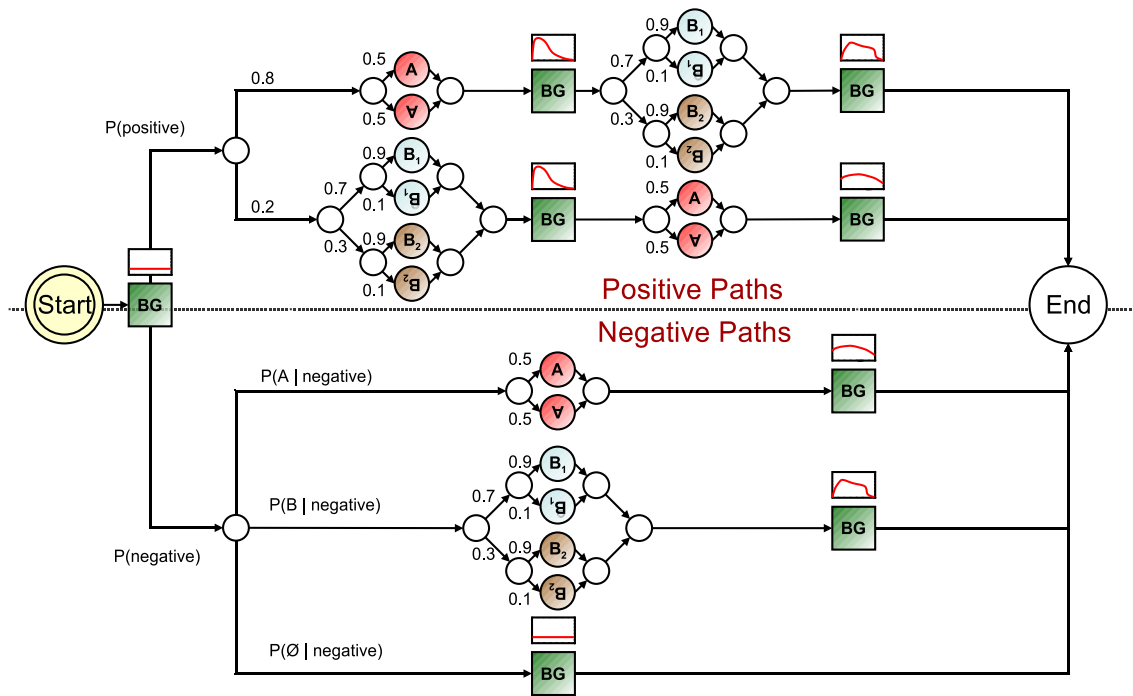 0.9
B₁
0.7
0.1
B₁
0.5
A
0.8
BG
BG
0.5
A
0.3
0.9
B₂
0.1
B₂
P(positive)
0.9
B₁
0.7
0.1
B₁
0.5
A
0.2
BG
BG
0.3
0.9
B₂
0.5
A
0.1
B₂
Start
BG
Positive Paths
End
Negative Paths
0.5
A
P(A | negative)
BG
0.5
A
0.9
B₁
0.7
0.1
B₁
P(B | negative)
BG
P(negative)
0.3
0.9
B₂
0.1
B₂
P(Ø | negative)
BG